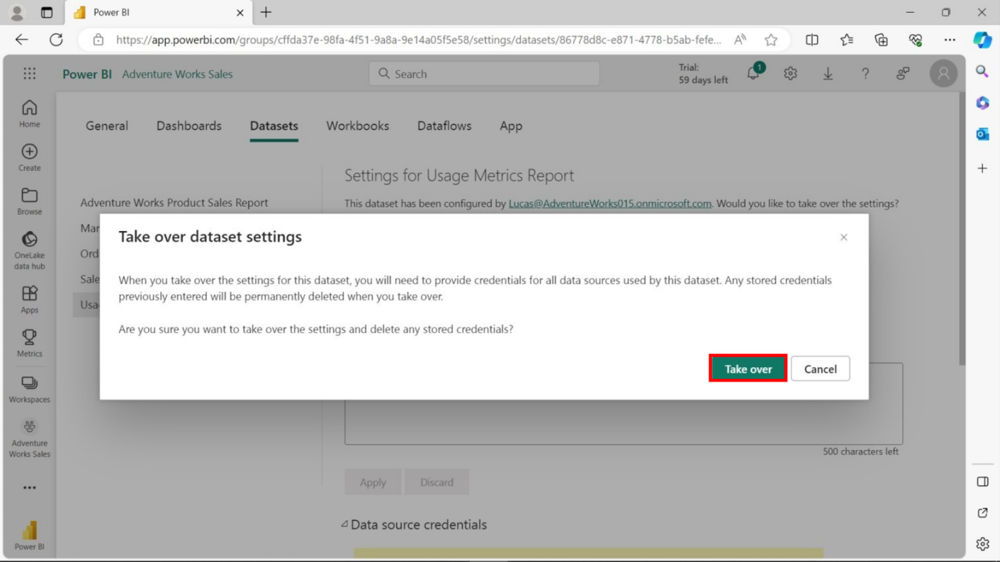 Power BI
https://app.powerbi.com/groups/cffda37e-98fa-4f51-9a8a-9e14a05f5e58/settings/datasets/86778d8c-e871-4778-b5ab-fefe...
Power BI Adventure Works Sales
Search
Trial:
59 days left
1
Home
Create
Browse
OneLake
data hub
Apps
Metrics
Workspaces
Adventure
Works Sales
Power BI
General Dashboards Datasets Workbooks Dataflows App
Adventure Works Product Sales Report
Mar
Ord
Sale
Usa
Settings for Usage Metrics Report
This dataset has been configured by Lucas@AdventureWorks015.onmicrosoft.com. Would you like to take over the settings?
Take over dataset settings
When you take over the settings for this dataset, you will need to provide credentials for all data sources used by this dataset. Any stored credentials
previously entered will be permanently deleted when you take over.
Are you sure you want to take over the settings and delete any stored credentials?
Take over Cancel
500 characters left
Apply Discard
Data source credentials